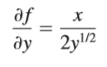 ∂f/∂y = x/2y^{1/2}